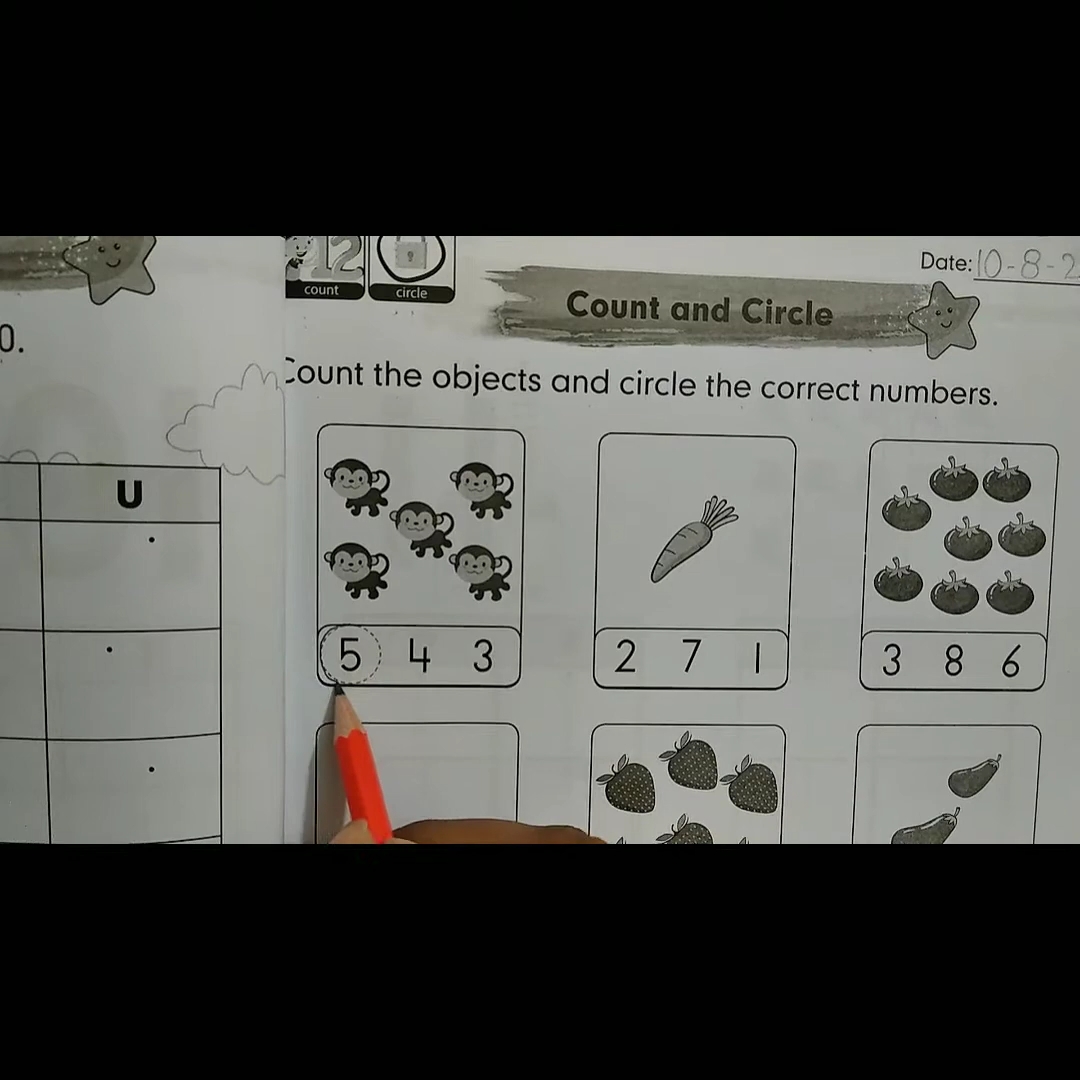 0.
U
12
count
circle
Date: 10-8-2
Count and Circle
Count the objects and circle the correct numbers.
5 4 3
2 7 1
3 8 6